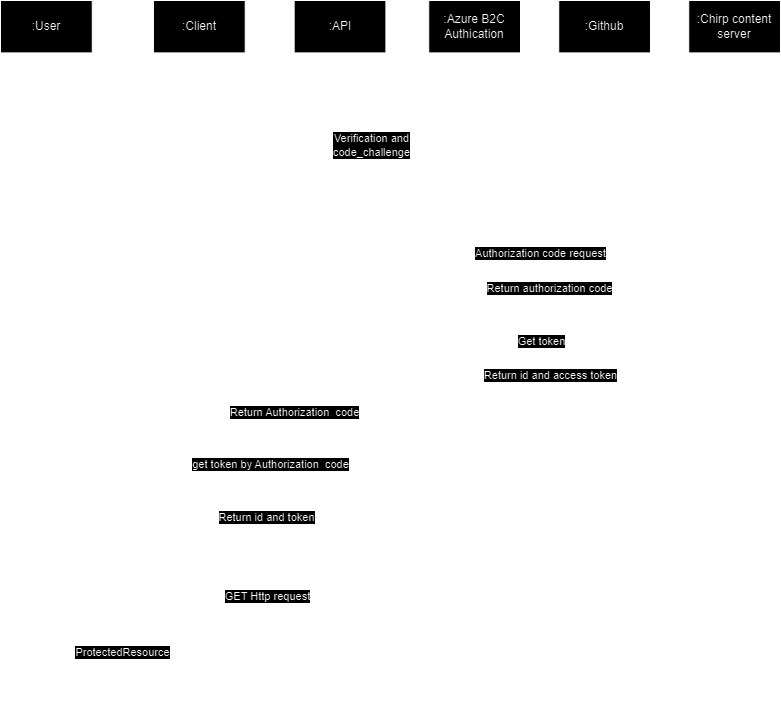 :User
:Client
:API
:Azure B2C
Authication
:Github
:Chirp content
server
Verification and
code_challenge
Authorization code request
Return authorization code
Get token
Return id and access token
Return Authorization_code
get token by Authorization_code
Return id and token
GET Http request
ProtectedResource